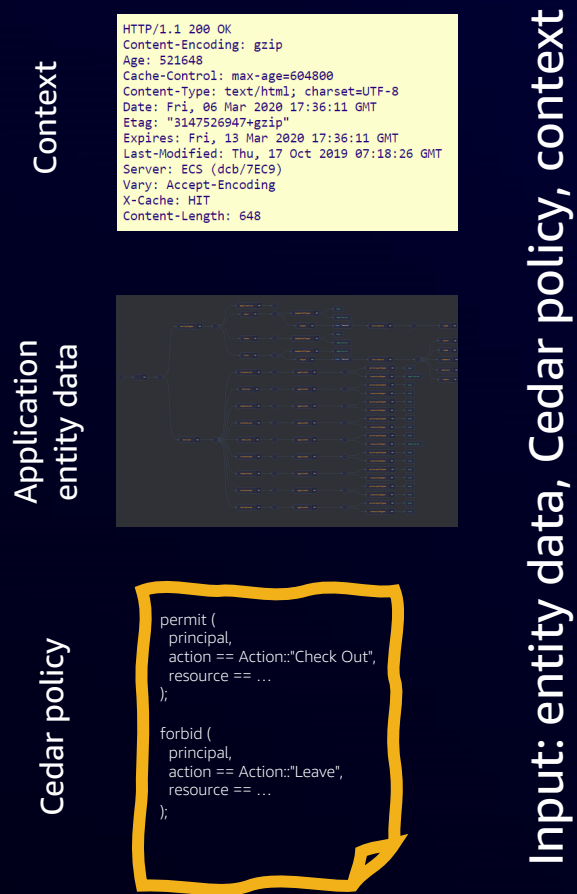 Input: entity data, Cedar policy, context
Context
HTTP/1.1 200 OK
Content-Encoding: gzip
Age: 521648
Cache-Control: max-age=604800
Content-Type: text/html; charset=UTF-8
Date: Fri, 06 Mar 2020 17:36:11 GMT
Etag: "3147526947+gzip"
Expires: Fri, 13 Mar 2020 17:36:11 GMT
Last-Modified: Thu, 17 Oct 2019 07:18:26 GMT
Server: ECS (dcb/7EC9)
Vary: Accept-Encoding
X-Cache: HIT
Content-Length: 648
Application
entity data
Cedar policy
permit (
principal,
action == Action::"Check Out",
resource == …
);
forbid (
principal,
action == Action::"Leave",
resource == …
);